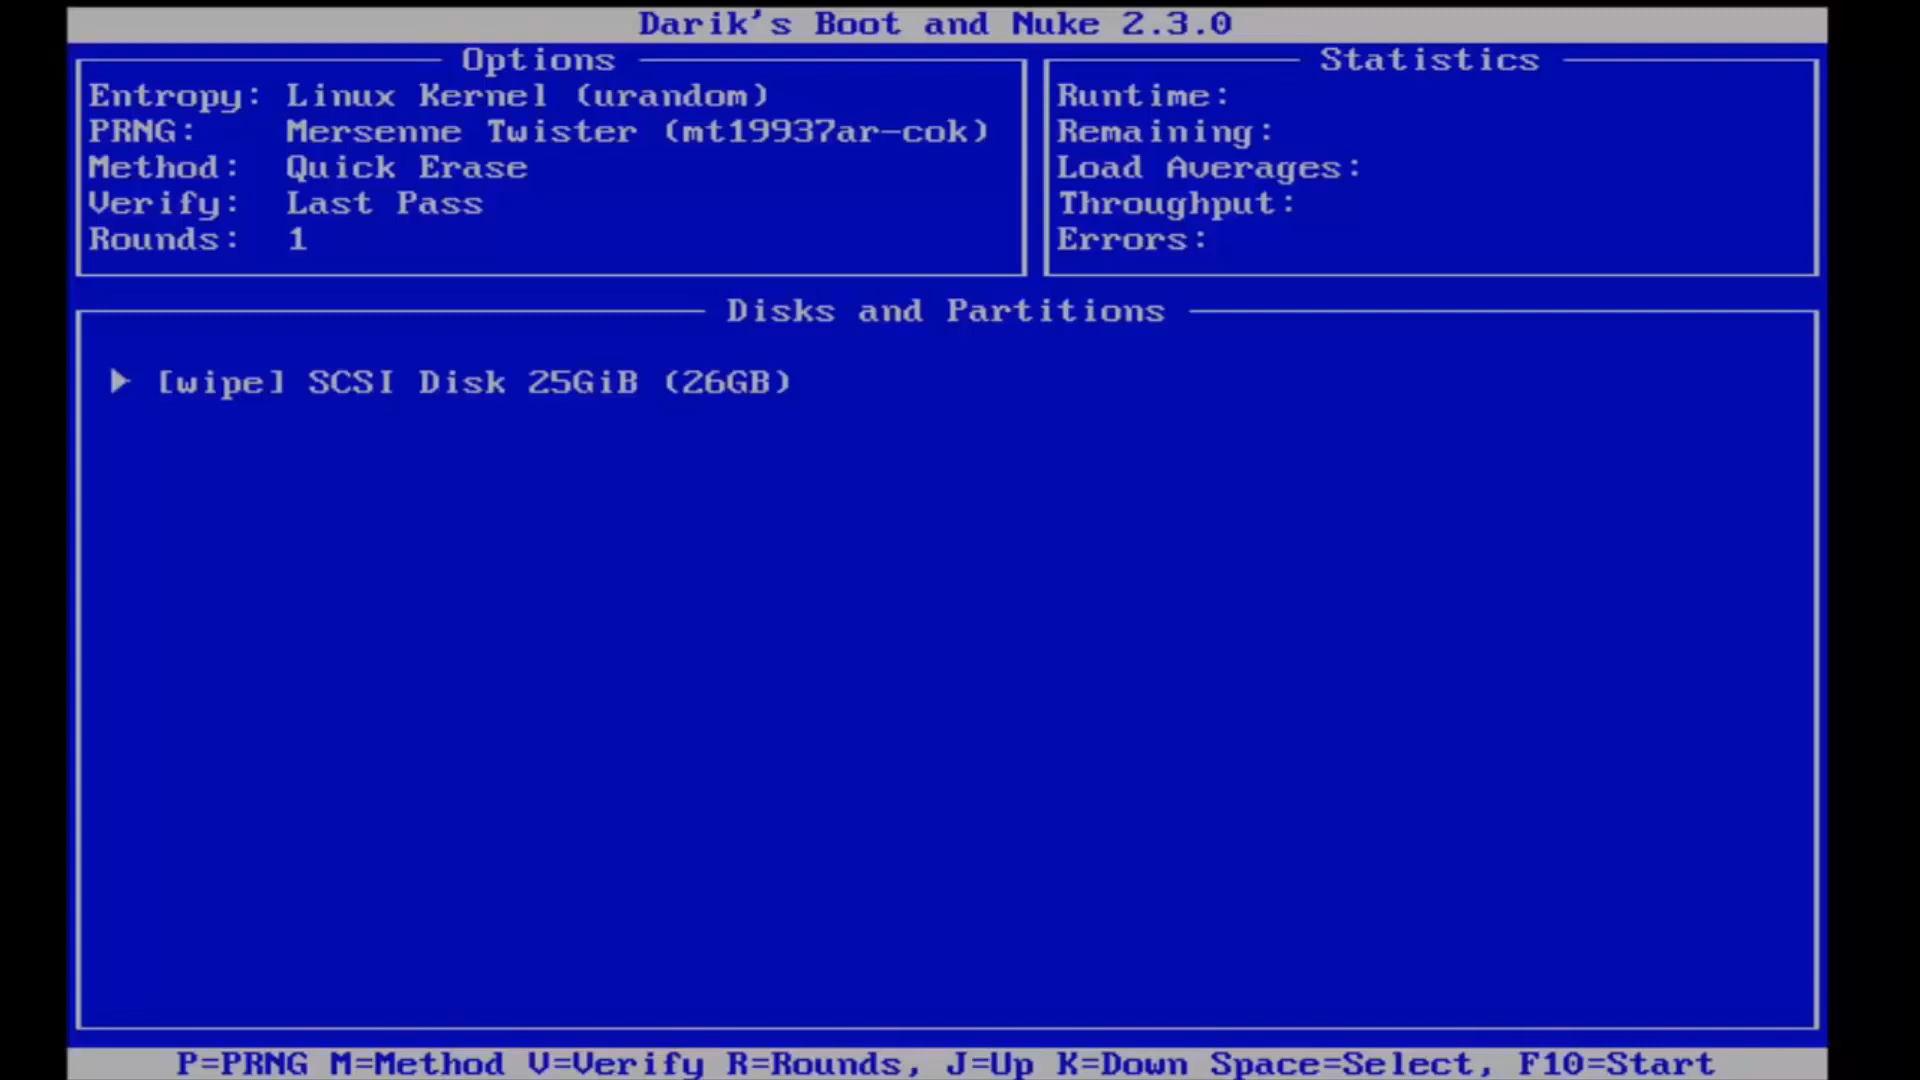 Darik's Boot and Nuke 2.3.0
Options
Entropy: Linux Kernel (urandom)
PRNG: Mersenne Twister (mt19937ar-cok)
Method: Quick Erase
Verify: Last Pass
Rounds: 1
Statistics
Runtime:
Remaining:
Load Averages:
Throughput:
Errors:
Disks and Partitions
▶ [wipe] SCSI Disk 25GiB (26GB)
P=PRNG M=Method V=Verify R=Rounds, J=Up K=Down Space=Select, F10=Start